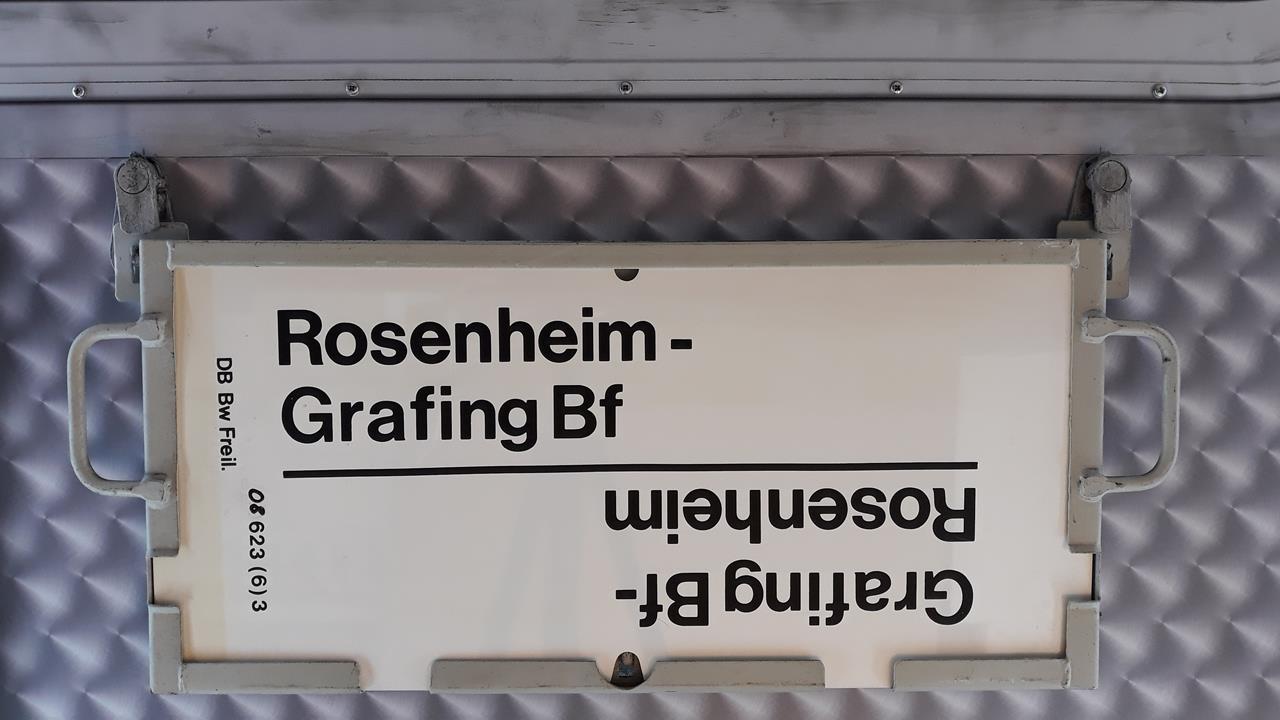 Rosenheim -
Grafing Bf
Grafing Bf-
Rosenheim
DB Bw Freil.
08 623 (6) 3